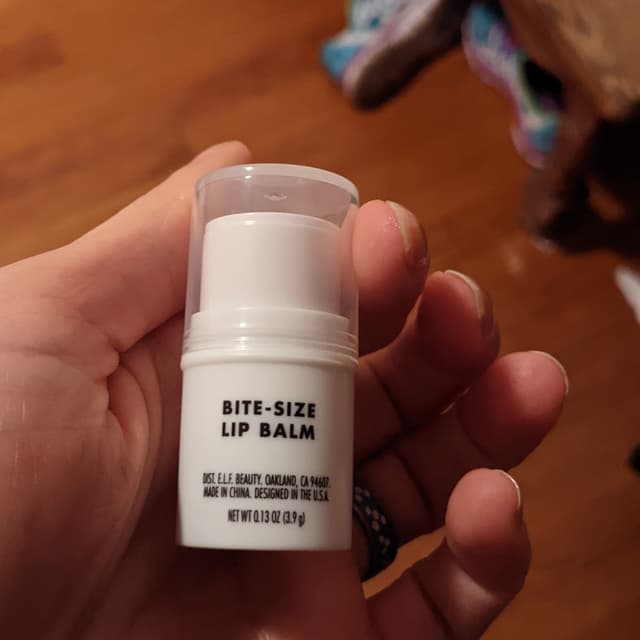 BITE-SIZE
LIP BALM
DIST. E.L.F. BEAUTY. OAKLAND, CA 94607.
MADE IN CHINA. DESIGNED IN THE U.S.A.
NET WT 0.13 OZ (3.9 g)